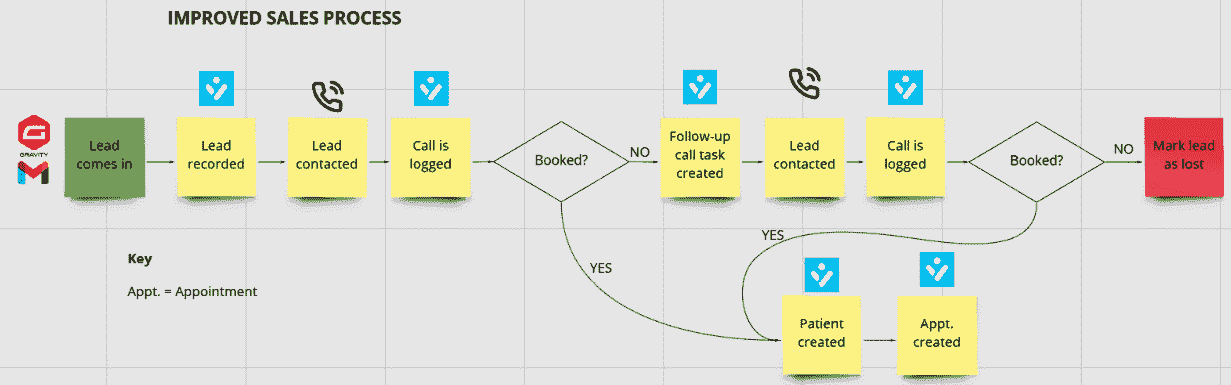 IMPROVED SALES PROCESS
GRAVITY
Lead
comes in
Lead
recorded
Lead
contacted
Call is
logged
Booked?
NO
Follow-up
call task
created
Lead
contacted
Call is
logged
Booked?
NO
Mark lead
as lost
YES
YES
Key
Appt. = Appointment
Patient
created
Appt.
created